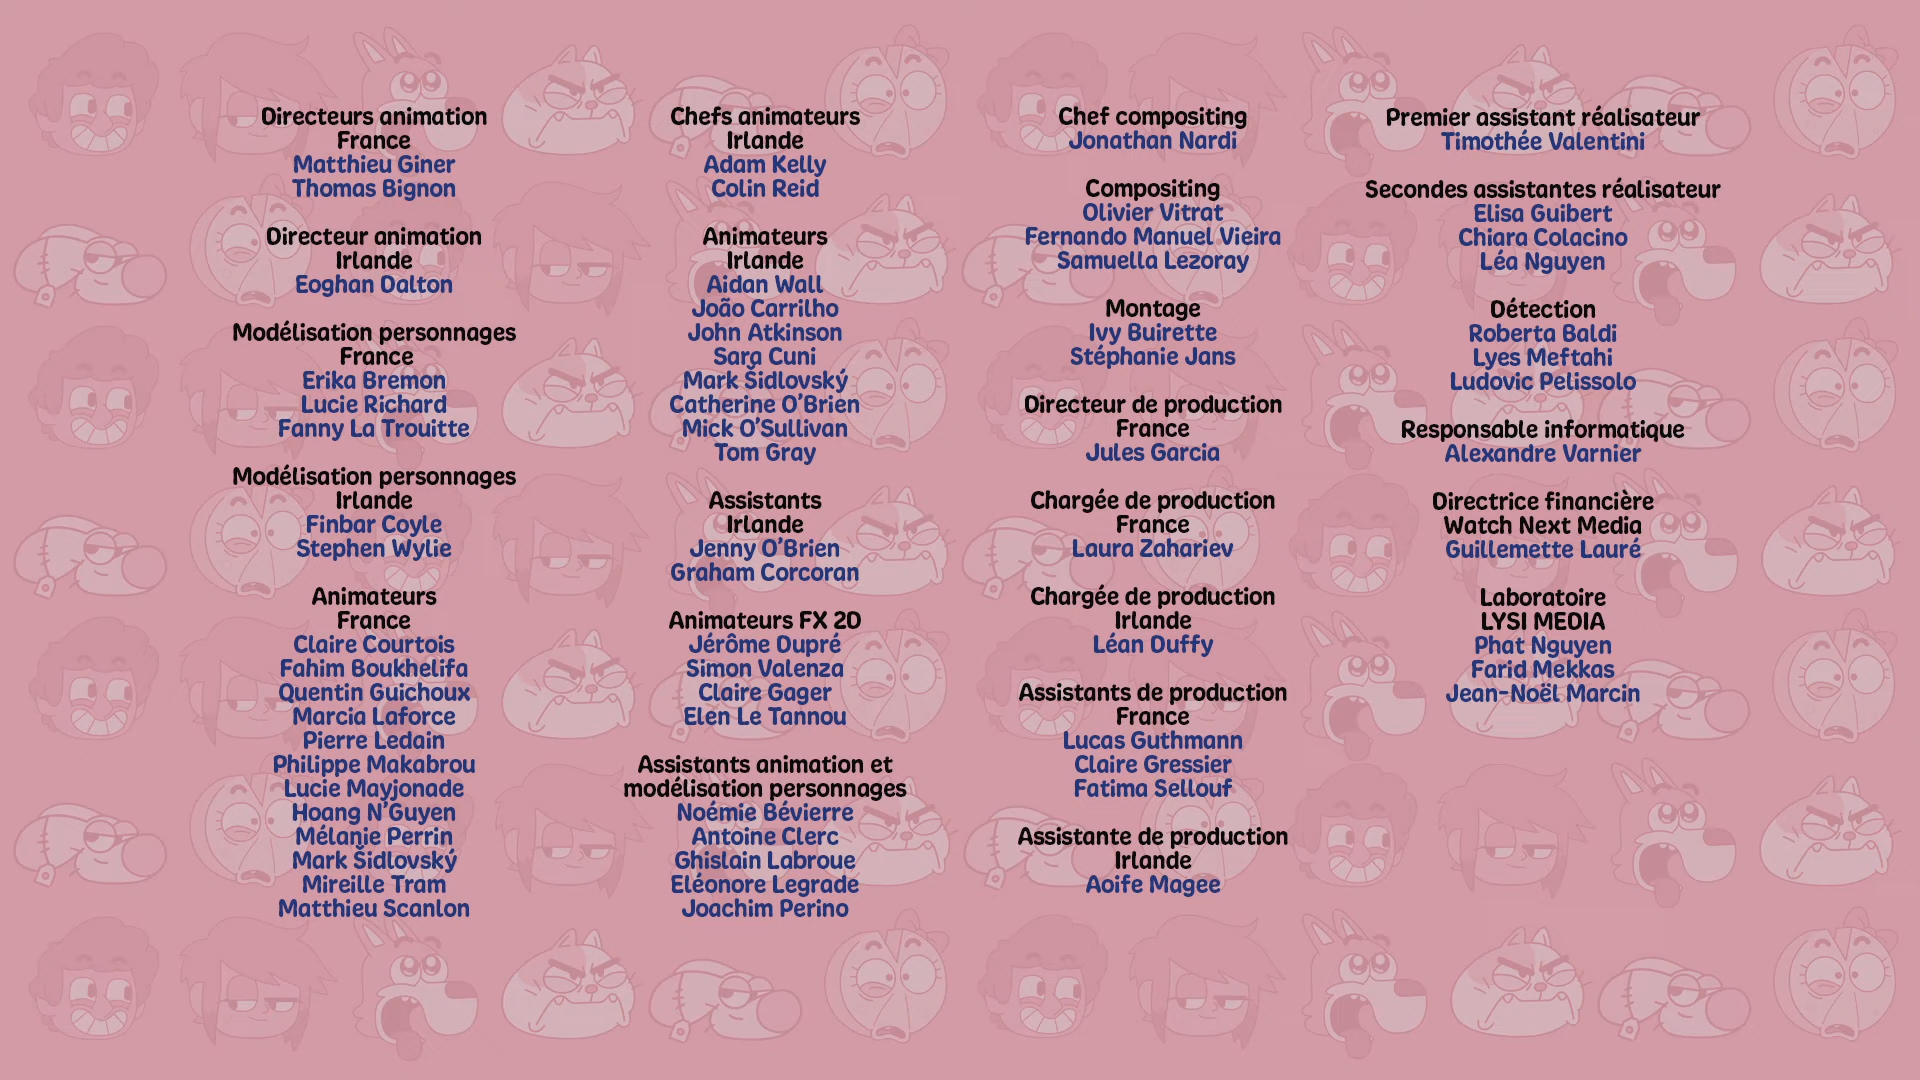 Directeurs animation
France
Matthieu Giner
Thomas Bignon
Directeur animation
Irlande
Eoghan Dalton
Modélisation personnages
France
Erika Bremon
Lucie Richard
Fanny La Trouitte
Modélisation personnages
Irlande
Finbar Coyle
Stephen Wylie
Animateurs
France
Claire Courtois
Fahim Boukhelifa
Quentin Guichoux
Marcia Laforce
Pierre Ledain
Philippe Makabrou
Lucie Mayjonade
Hoang N'Guyen
Mélanie Perrin
Mark Šidlovský
Mireille Tram
Matthieu Scanlon
Chefs animateurs
Irlande
Adam Kelly
Colin Reid
Animateurs
Irlande
Aidan Wall
João Carrilho
John Atkinson
Sara Cuni
Mark Šidlovský
Catherine O'Brien
Mick O'Sullivan
Tom Gray
Assistants
Irlande
Jenny O'Brien
Graham Corcoran
Animateurs FX 2D
Jérôme Dupré
Simon Valenza
Claire Gager
Elen Le Tannou
Assistants animation et
modélisation personnages
Noémie Bévierre
Antoine Clerc
Ghislain Labroue
Eléonore Legrade
Joachim Perino
Chef compositing
Jonathan Nardi
Compositing
Olivier Vitrat
Fernando Manuel Vieira
Samuella Lezoray
Montage
Ivy Buirette
Stéphanie Jans
Directeur de production
France
Jules Garcia
Chargée de production
France
Laura Zahariev
Chargée de production
Irlande
Léan Duffy
Assistants de production
France
Lucas Guthmann
Claire Gressier
Fatima Sellouf
Assistante de production
Irlande
Aoife Magee
Premier assistant réalisateur
Timothée Valentini
Secondes assistantes réalisateur
Elisa Guibert
Chiara Colacino
Léa Nguyen
Détection
Roberta Baldi
Lyes Meftahi
Ludovic Pelissolo
Responsable informatique
Alexandre Varnier
Directrice financière
Watch Next Media
Guillemette Lauré
Laboratoire
LYSI MEDIA
Phat Nguyen
Farid Mekkas
Jean-Noël Marcin